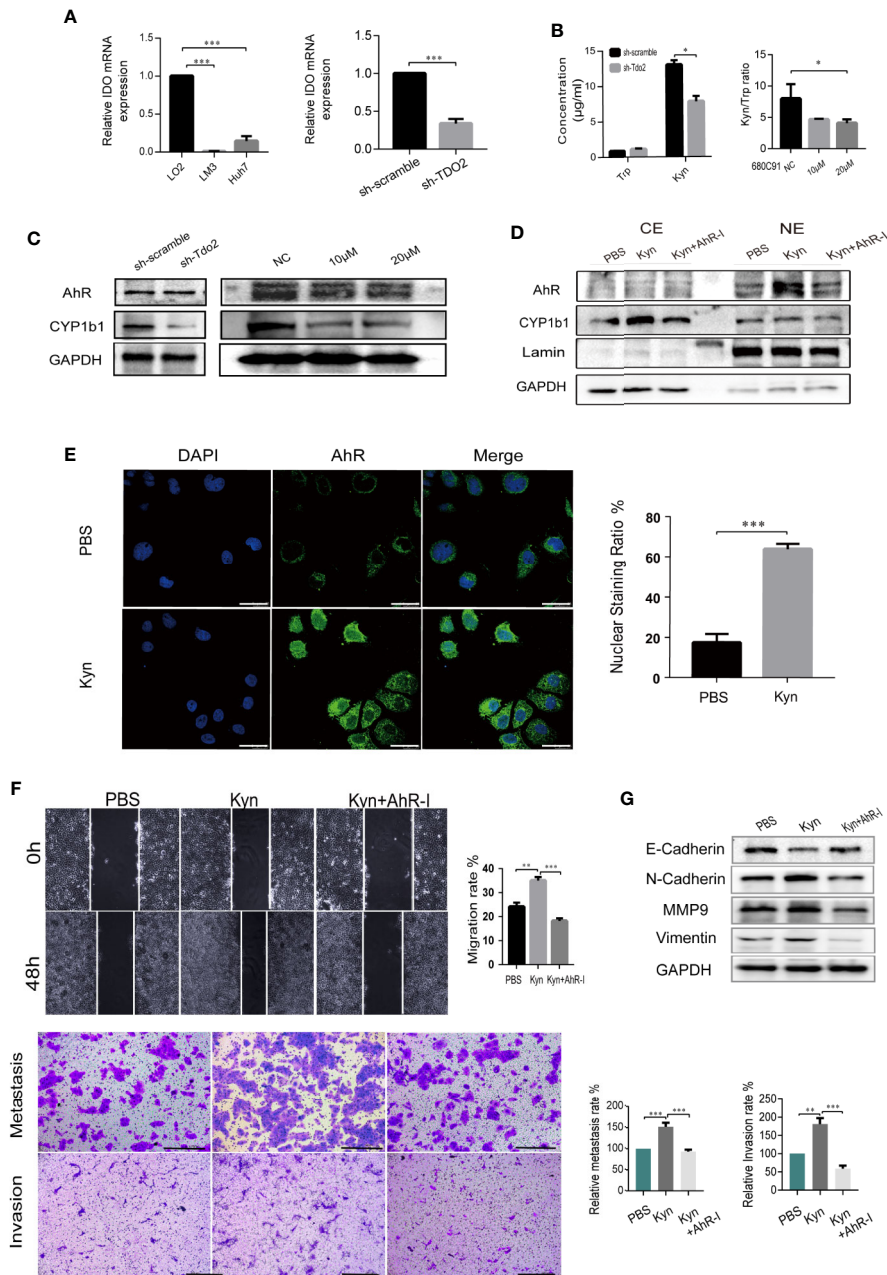 A
Relative IDO mRNA
expression
1.5
1.0
0.5
0.0
***
***
LO2
LM3
Huh7
Relative IDO mRNA
expression
1.5
1.0
0.5
0.0
***
sh-scramble
sh-TDO2
B
Concentration
(μg/ml)
15
10
5
0
sh-scramble
sh-Tdo2
*
Trp
Kyn
Kyn/Trp ratio
15
10
5
0
*
680C91
NC
10μM
20μM
C
sh-scramble
sh-Tdo2
NC
10μM
20μM
AhR
CYP1b1
GAPDH
D
CE
NE
PBS
Kyn
Kyn+AhR-I
PBS
Kyn
Kyn+AhR-I
AhR
CYP1b1
Lamin
GAPDH
E
DAPI
AhR
Merge
PBS
Kyn
Nuclear Staining Ratio %
80
60
40
20
0
***
PBS
Kyn
F
PBS
Kyn
Kyn+AhR-I
0h
48h
Migration rate %
40
30
20
10
0
**
***
PBS
Kyn
Kyn+AhR-I
G
PBS
Kyn
Kyn+AhR-I
E-Cadherin
N-Cadherin
MMP9
Vimentin
GAPDH
Metastasis
Invasion
Relative metastasis rate %
200
150
100
50
0
***
***
PBS
Kyn
Kyn
+AhR-I
Relative Invasion rate %
250
200
150
100
50
0
**
***
PBS
Kyn
Kyn
+AhR-I